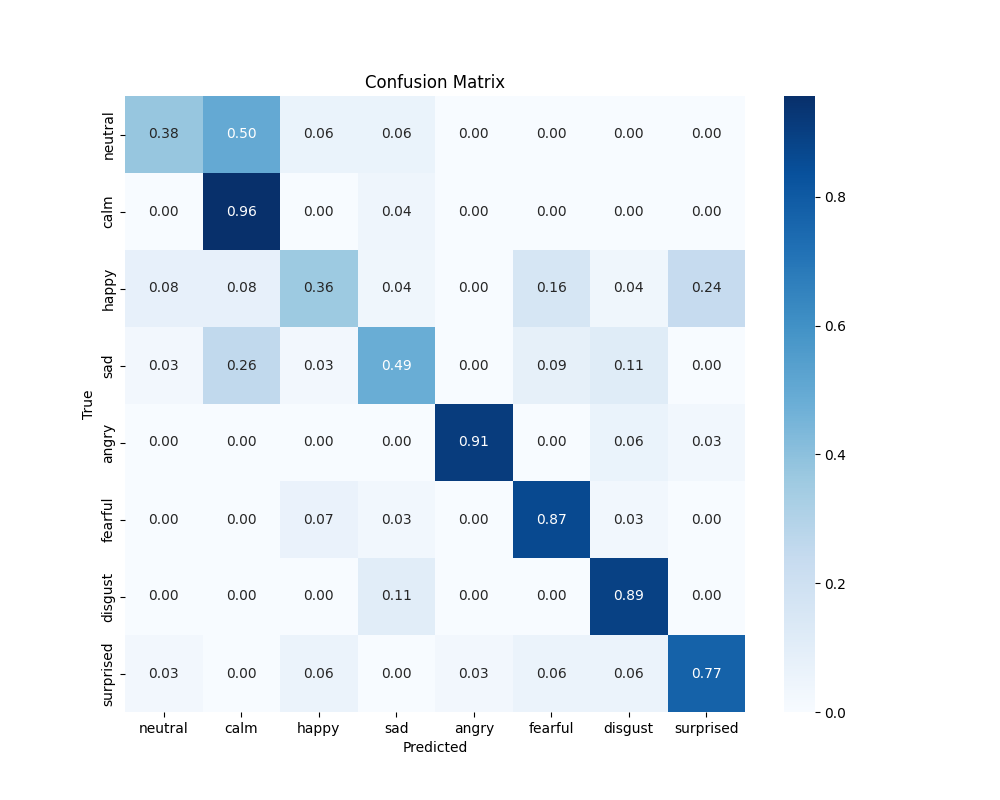 Confusion Matrix
neutral 0.38 0.50 0.06 0.06 0.00 0.00 0.00 0.00
calm 0.00 0.96 0.00 0.04 0.00 0.00 0.00 0.00
happy 0.08 0.08 0.36 0.04 0.00 0.16 0.04 0.24
sad 0.03 0.26 0.03 0.49 0.00 0.09 0.11 0.00
angry 0.00 0.00 0.00 0.00 0.91 0.00 0.06 0.03
fearful 0.00 0.00 0.07 0.03 0.00 0.87 0.03 0.00
disgust 0.00 0.00 0.00 0.11 0.00 0.00 0.89 0.00
surprised 0.03 0.00 0.06 0.00 0.03 0.06 0.06 0.77
True
neutral calm happy sad angry fearful disgust surprised
Predicted
0.8
0.6
0.4
0.2
0.0